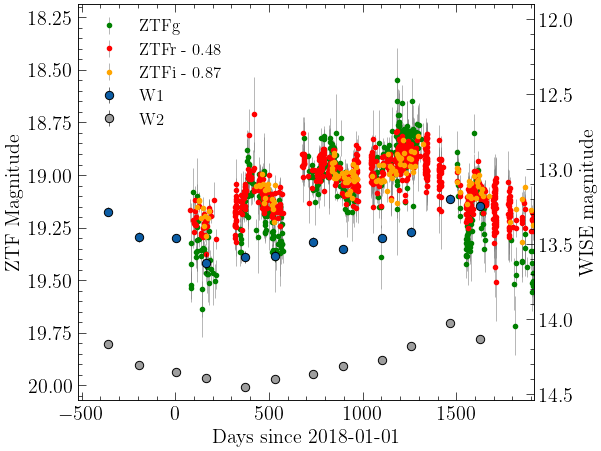 18.25
18.50
18.75
19.00
19.25
19.50
19.75
20.00
ZTF Magnitude
ZTFg
ZTFr - 0.48
ZTFi - 0.87
W1
W2
12.0
12.5
13.0
13.5
14.0
14.5
WISE magnitude
−500
0
500
1000
1500
Days since 2018-01-01